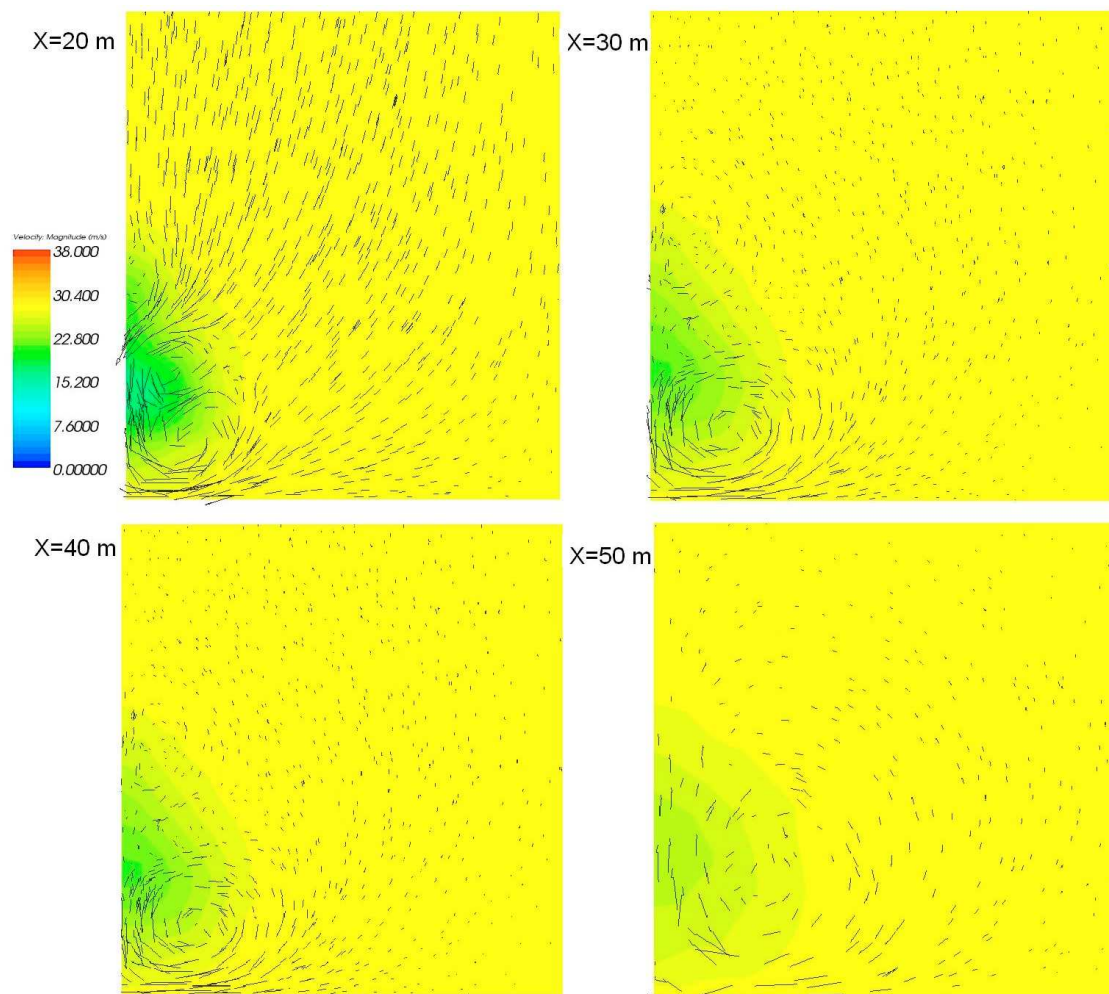 X=20 m
X=30 m
Velocity: Magnitude (m/s)
38.000
30.400
22.800
15.200
7.6000
0.00000
X=40 m
X=50 m